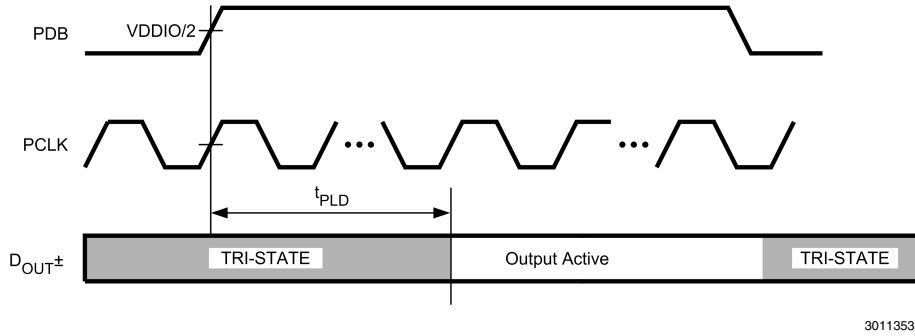 PDB
VDDIO/2
PCLK
•••
•••
tPLD
DOUT±
TRI-STATE
Output Active
TRI-STATE
3011353